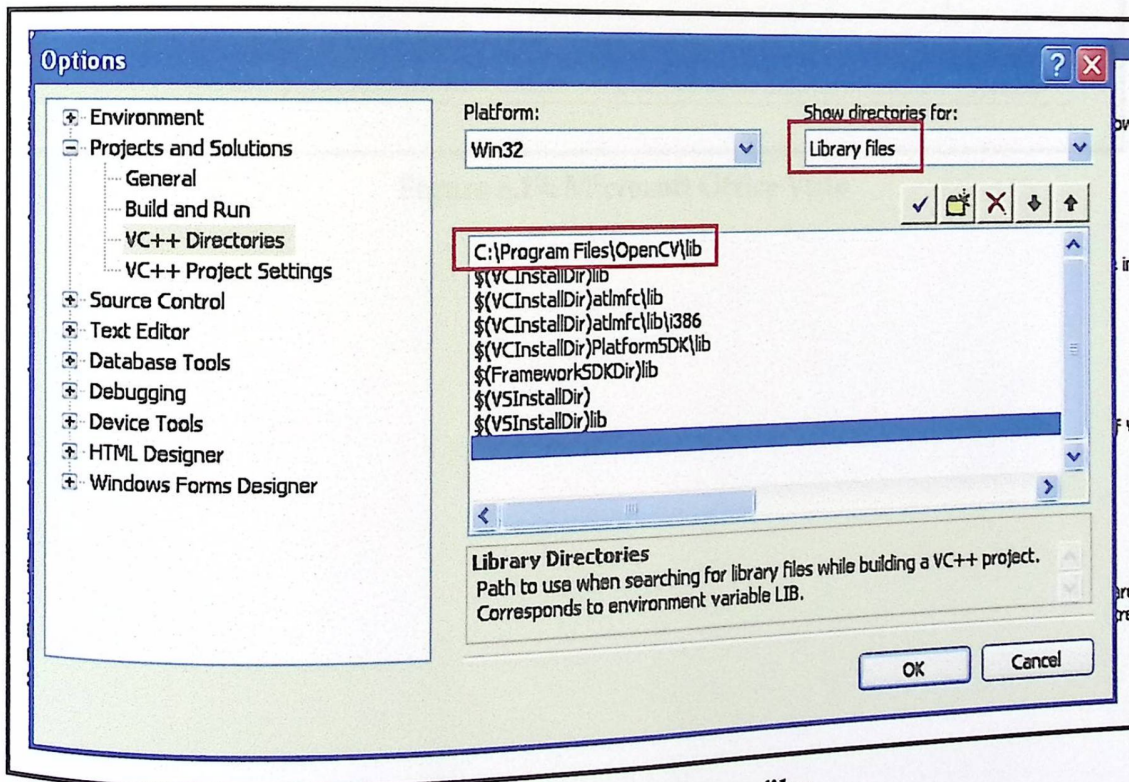 Options
Environment
Projects and Solutions
General
Build and Run
VC++ Directories
VC++ Project Settings
Source Control
Text Editor
Database Tools
Debugging
Device Tools
HTML Designer
Windows Forms Designer
Platform:
Win32
Show directories for:
Library files
C:\Program Files\OpenCV\lib
$(VCInstallDir)lib
$(VCInstallDir)atlmfc\lib
$(VCInstallDir)atlmfc\lib\i386
$(VCInstallDir)PlatformSDK\lib
$(FrameworkSDKDir)lib
$(VSInstallDir)
$(VSInstallDir)lib
Library Directories
Path to use when searching for library files while building a VC++ project.
Corresponds to environment variable LIB.
OK
Cancel